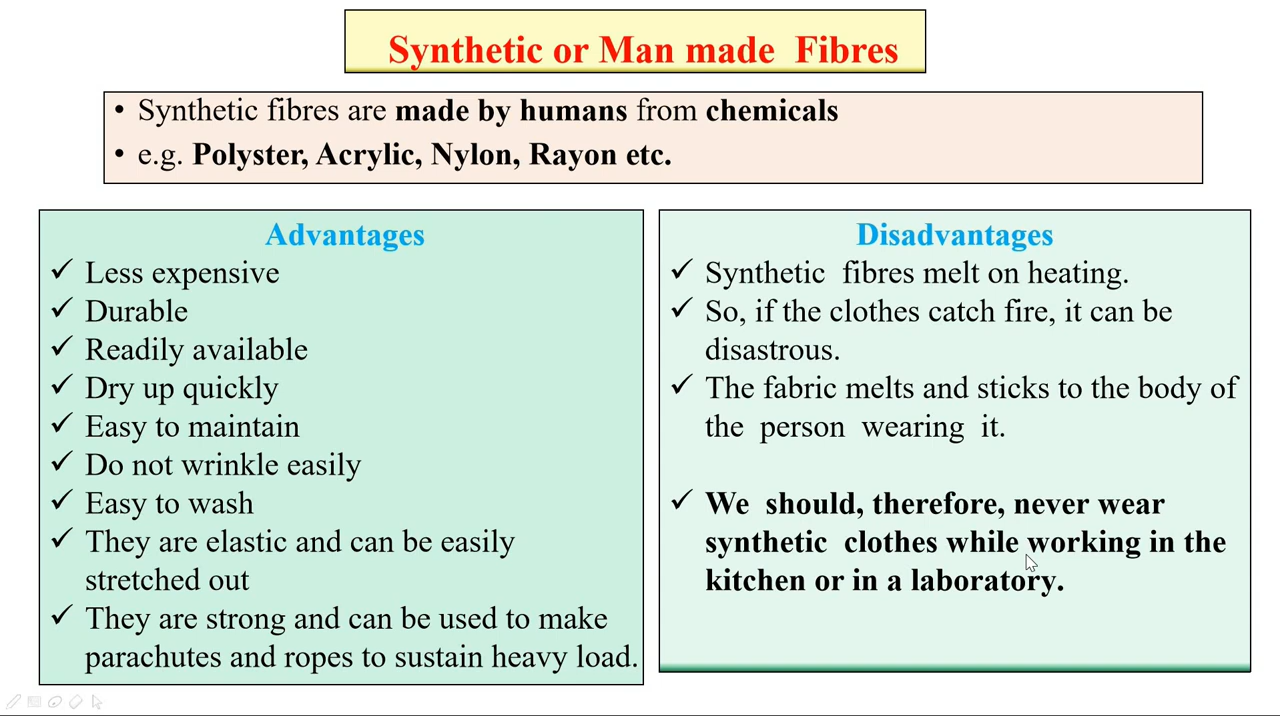 Synthetic or Man made Fibres
• Synthetic fibres are made by humans from chemicals
• e.g. Polyster, Acrylic, Nylon, Rayon etc.
Advantages
✓ Less expensive
✓ Durable
✓ Readily available
✓ Dry up quickly
✓ Easy to maintain
✓ Do not wrinkle easily
✓ Easy to wash
✓ They are elastic and can be easily
stretched out
✓ They are strong and can be used to make
parachutes and ropes to sustain heavy load.
Disadvantages
✓ Synthetic fibres melt on heating.
✓ So, if the clothes catch fire, it can be
disastrous.
✓ The fabric melts and sticks to the body of
the person wearing it.
✓ We should, therefore, never wear
synthetic clothes while working in the
kitchen or in a laboratory.